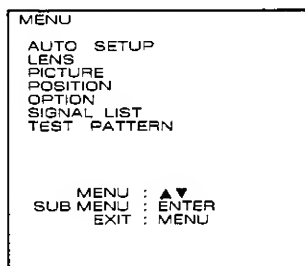 MENU
AUTO SETUP
LENS
PICTURE
POSITION
OPTION
SIGNAL LIST
TEST PATTERN
MENU : ▲▼
SUB MENU : ENTER
EXIT : MENU